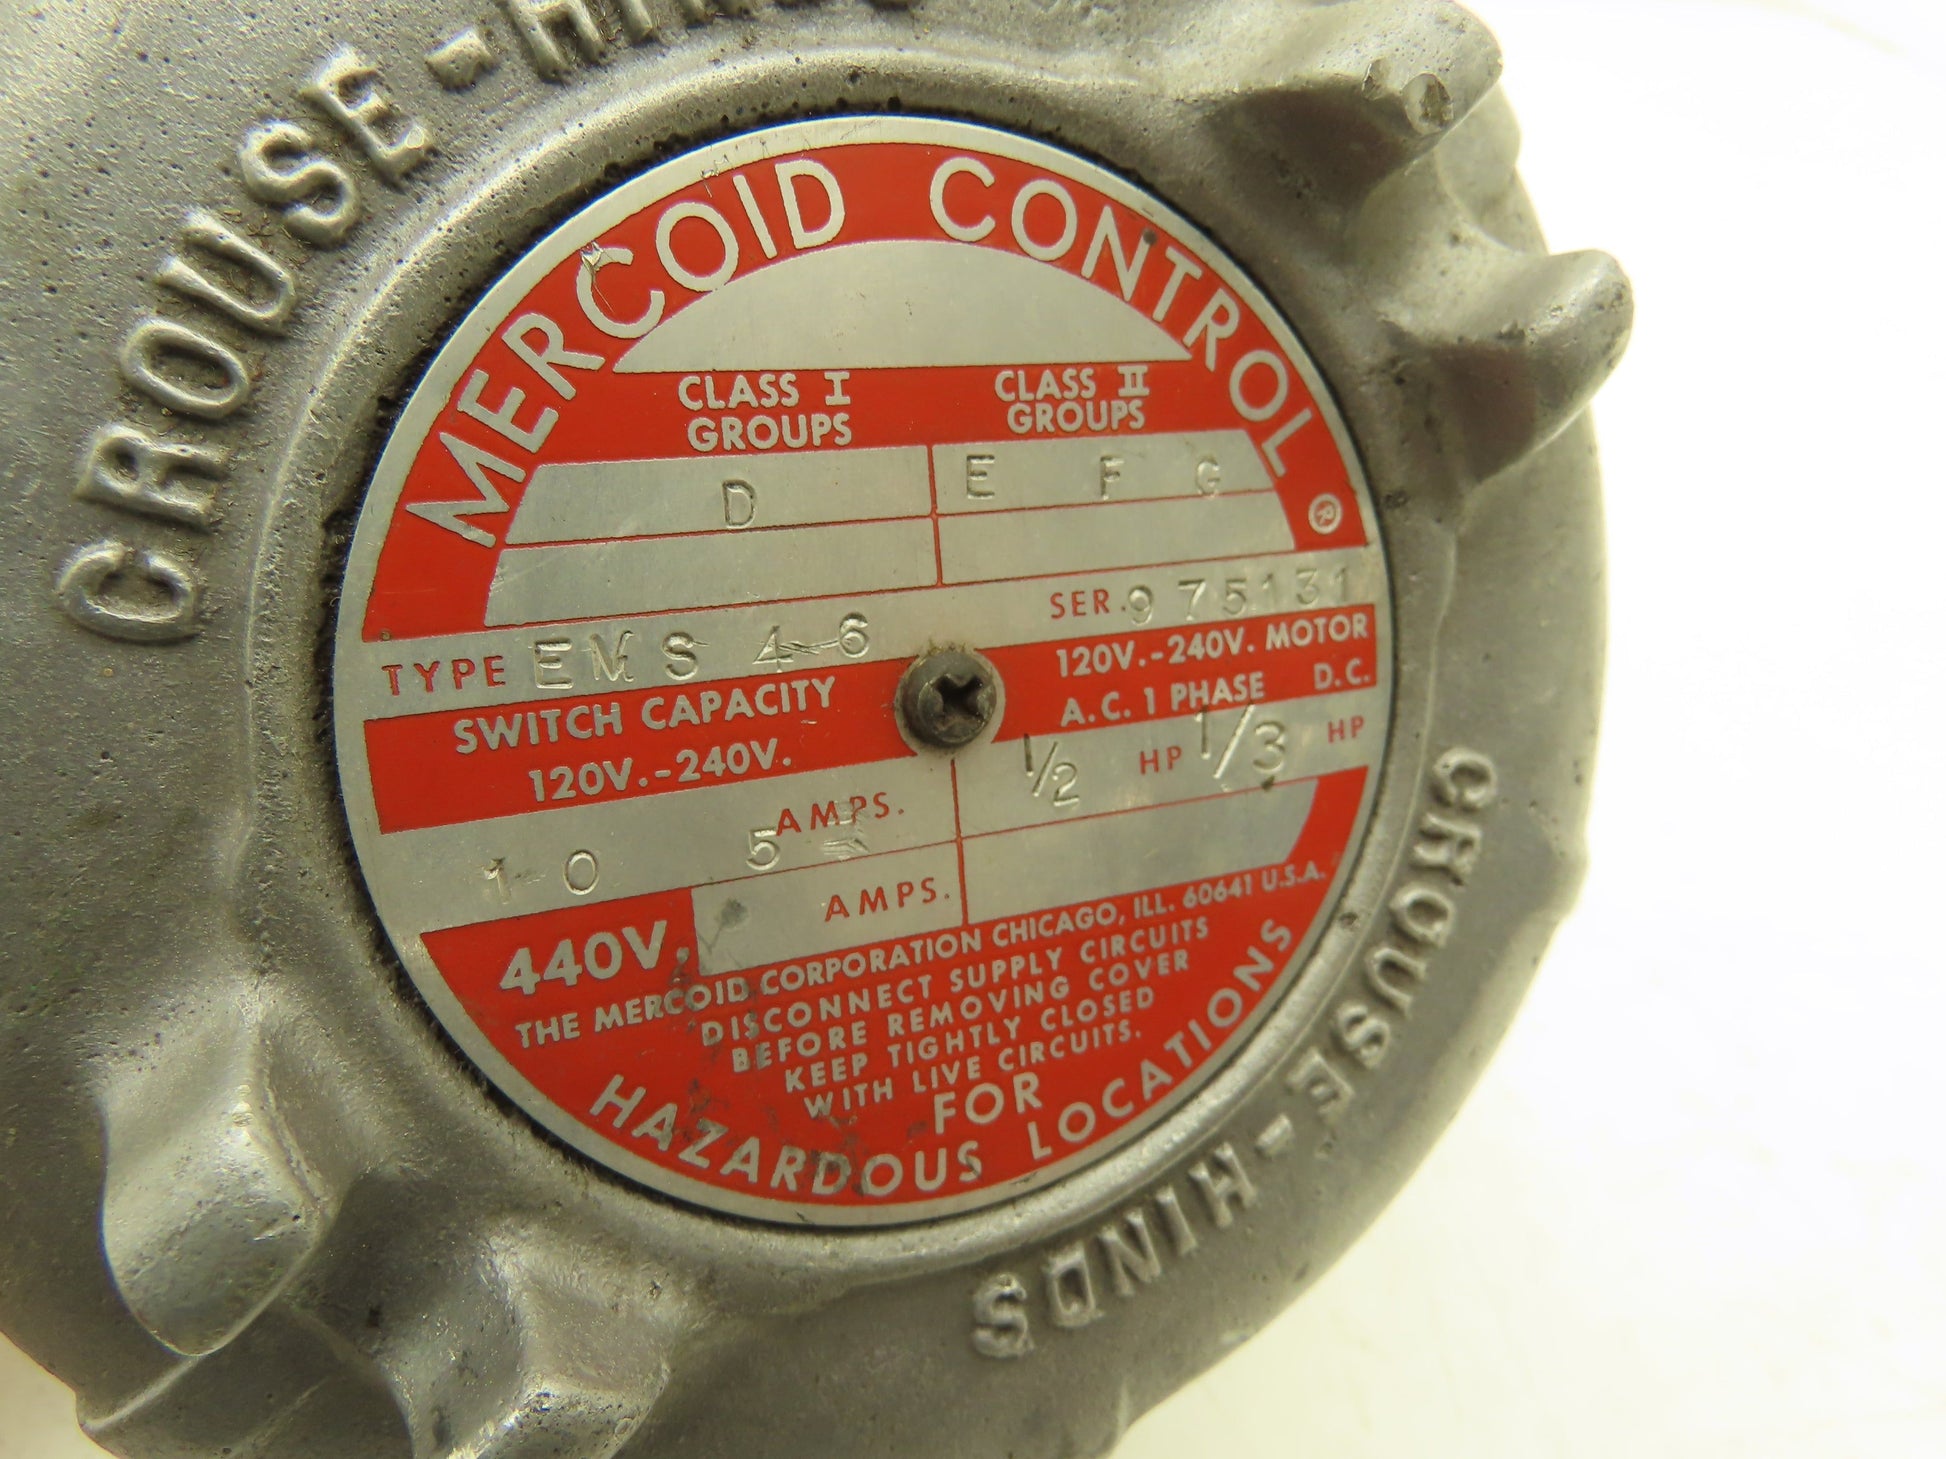 CROUSE-HINDS
MERCOID CONTROL
CLASS I GROUPS
CLASS II GROUPS
D
E F G
TYPE EMS 4-6
SER. 975131
SWITCH CAPACITY
120V.-240V.
120V.-240V. MOTOR
A.C. 1 PHASE D.C.
AMPS.
10 5
1/2 HP 1/3 HP
440V. AMPS.
THE MERCOID CORPORATION CHICAGO, ILL. 60641 U.S.A.
DISCONNECT SUPPLY CIRCUITS
BEFORE REMOVING COVER
KEEP TIGHTLY CLOSED
WITH LIVE CIRCUITS.
FOR
HAZARDOUS LOCATIONS
CROUSE-HINDS